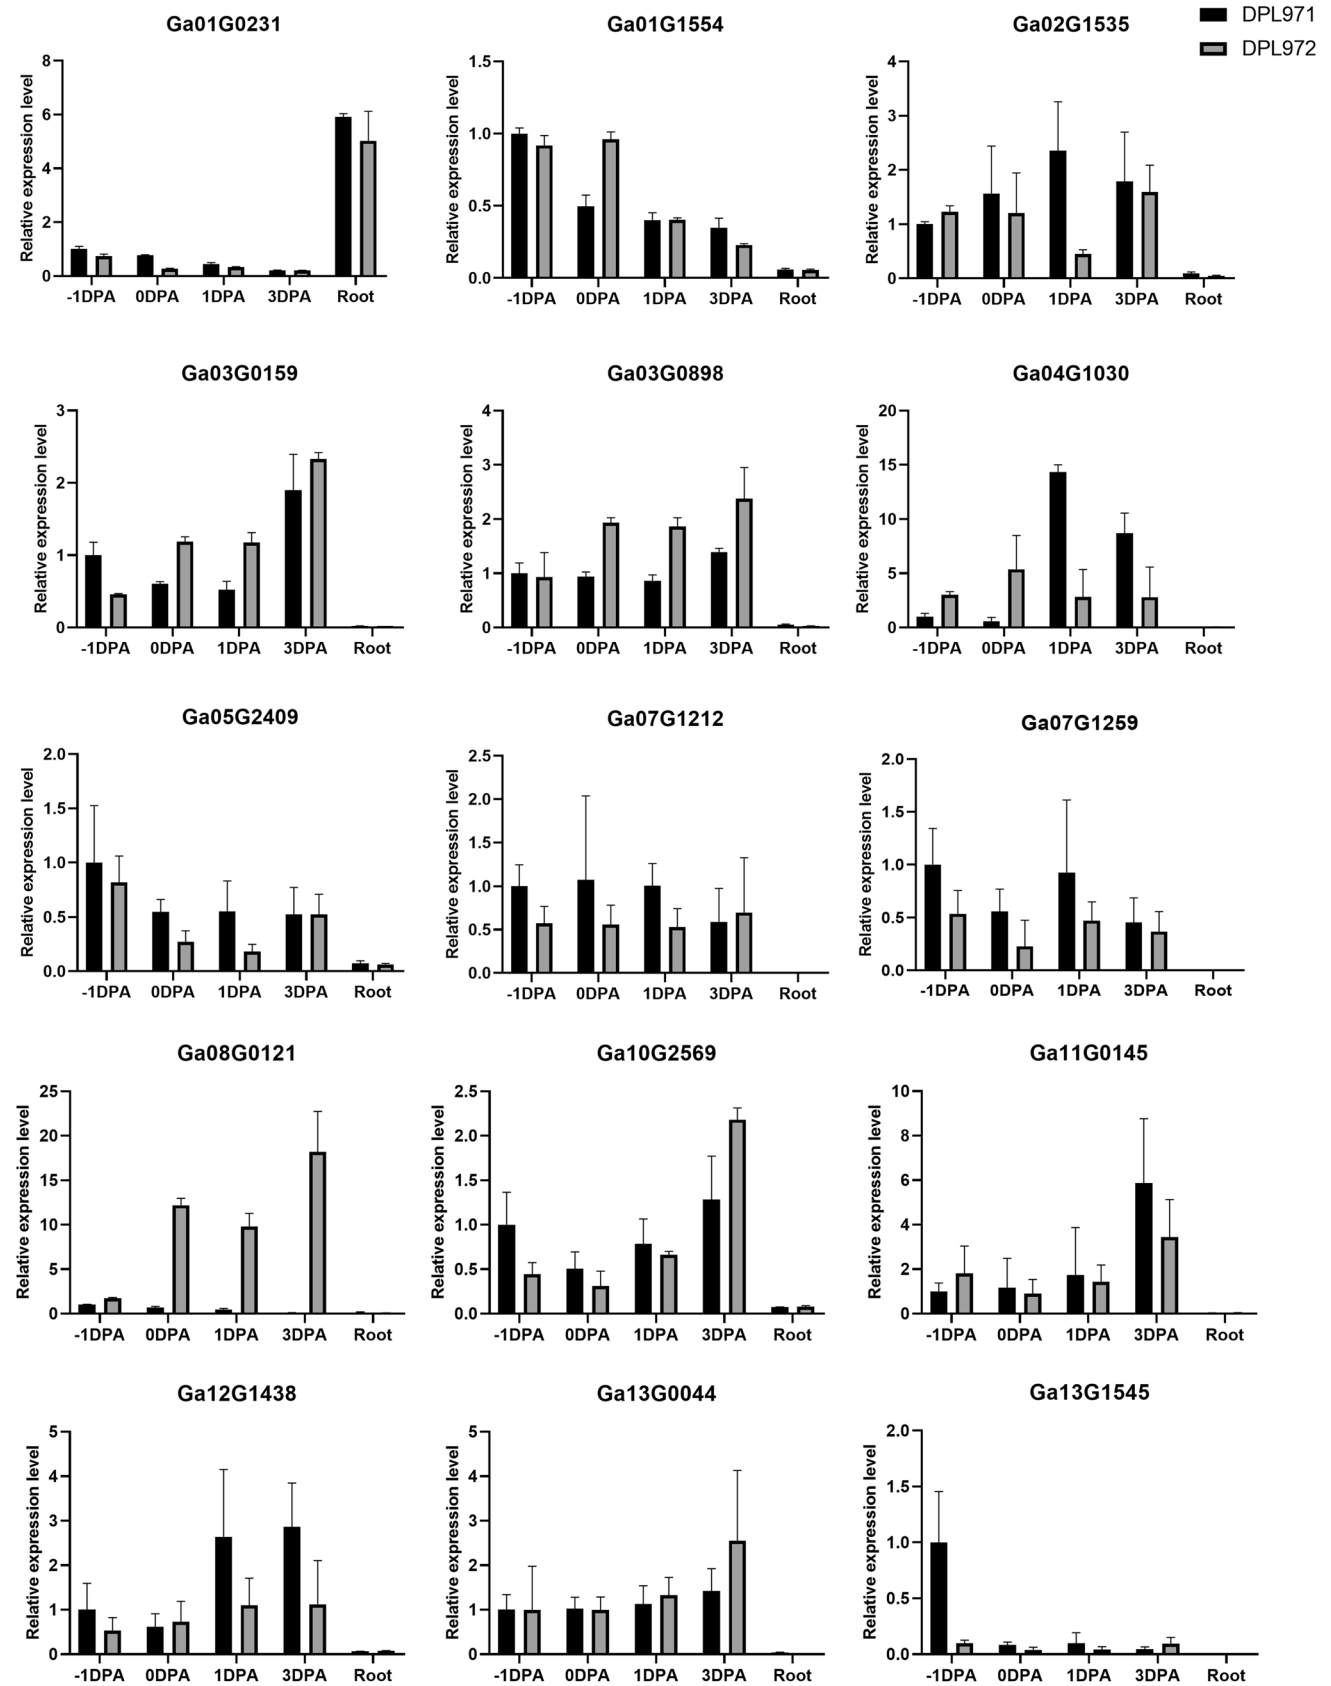 DPL971
DPL972
Ga01G0231
Relative expression level
8
6
4
2
0
-1DPA 0DPA 1DPA 3DPA Root
Ga01G1554
Relative expression level
1.5
1.0
0.5
0.0
-1DPA 0DPA 1DPA 3DPA Root
Ga02G1535
Relative expression level
4
3
2
1
0
-1DPA 0DPA 1DPA 3DPA Root
Ga03G0159
Relative expression level
3
2
1
0
-1DPA 0DPA 1DPA 3DPA Root
Ga03G0898
Relative expression level
4
3
2
1
0
-1DPA 0DPA 1DPA 3DPA Root
Ga04G1030
Relative expression level
20
15
10
5
0
-1DPA 0DPA 1DPA 3DPA Root
Ga05G2409
Relative expression level
2.0
1.5
1.0
0.5
0.0
-1DPA 0DPA 1DPA 3DPA Root
Ga07G1212
Relative expression level
2.5
2.0
1.5
1.0
0.5
0.0
-1DPA 0DPA 1DPA 3DPA Root
Ga07G1259
Relative expression level
2.0
1.5
1.0
0.5
0.0
-1DPA 0DPA 1DPA 3DPA Root
Ga08G0121
Relative expression level
25
20
15
10
5
0
-1DPA 0DPA 1DPA 3DPA Root
Ga10G2569
Relative expression level
2.5
2.0
1.5
1.0
0.5
0.0
-1DPA 0DPA 1DPA 3DPA Root
Ga11G0145
Relative expression level
10
8
6
4
2
0
-1DPA 0DPA 1DPA 3DPA Root
Ga12G1438
Relative expression level
5
4
3
2
1
0
-1DPA 0DPA 1DPA 3DPA Root
Ga13G0044
Relative expression level
5
4
3
2
1
0
-1DPA 0DPA 1DPA 3DPA Root
Ga13G1545
Relative expression level
2.0
1.5
1.0
0.5
0.0
-1DPA 0DPA 1DPA 3DPA Root